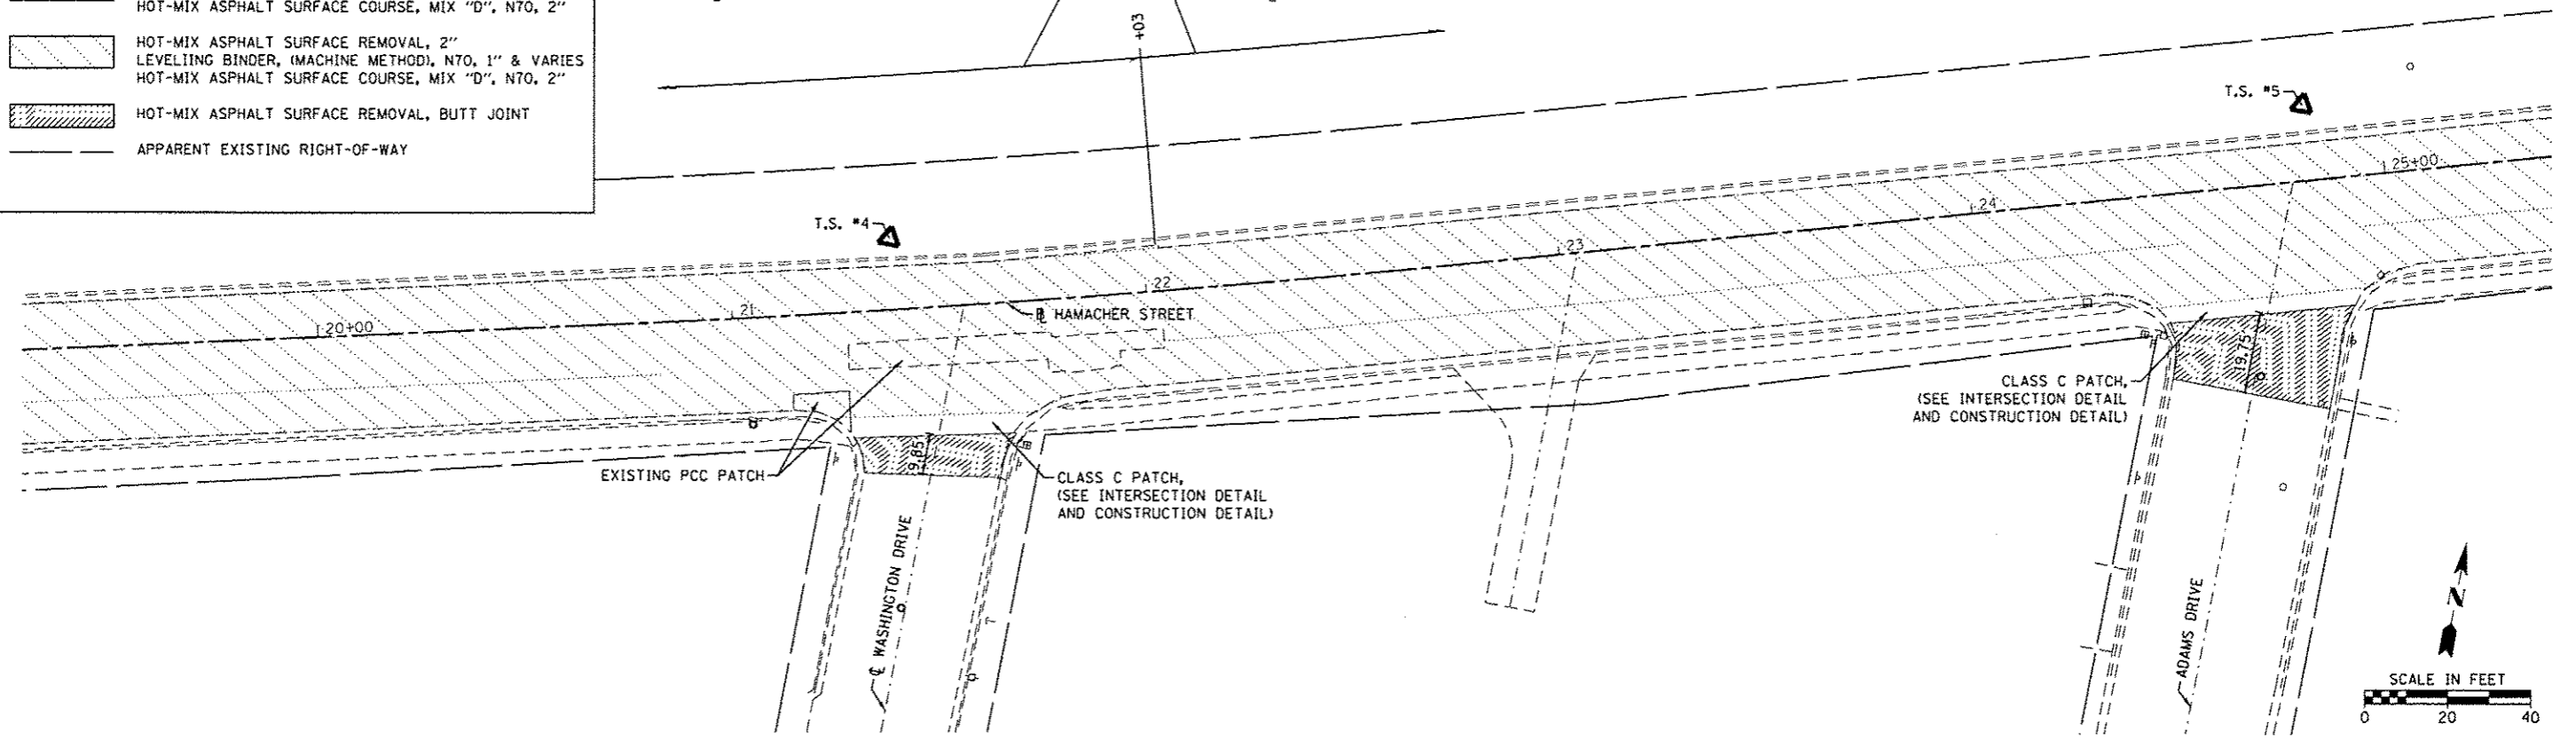 HOT-MIX ASPHALT SURFACE COURSE, MIX "D", N70, 2"
HOT-MIX ASPHALT SURFACE REMOVAL, 2"
LEVELIING BINDER, (MACHINE METHOD), N70, 1" & VARIES
HOT-MIX ASPHALT SURFACE COURSE, MIX "D", N70, 2"
HOT-MIX ASPHALT SURFACE REMOVAL, BUTT JOINT
APPARENT EXISTING RIGHT-OF-WAY
+03
T.S. #5
T.S. #4
25+00
24
23
22
21
20+00
HAMACHER STREET
19.75'
9.85'
CLASS C PATCH,
(SEE INTERSECTION DETAIL
AND CONSTRUCTION DETAIL)
EXISTING PCC PATCH
CLASS C PATCH,
(SEE INTERSECTION DETAIL
AND CONSTRUCTION DETAIL)
℄ WASHINGTON DRIVE
ADAMS DRIVE
N
SCALE IN FEET
0 20 40